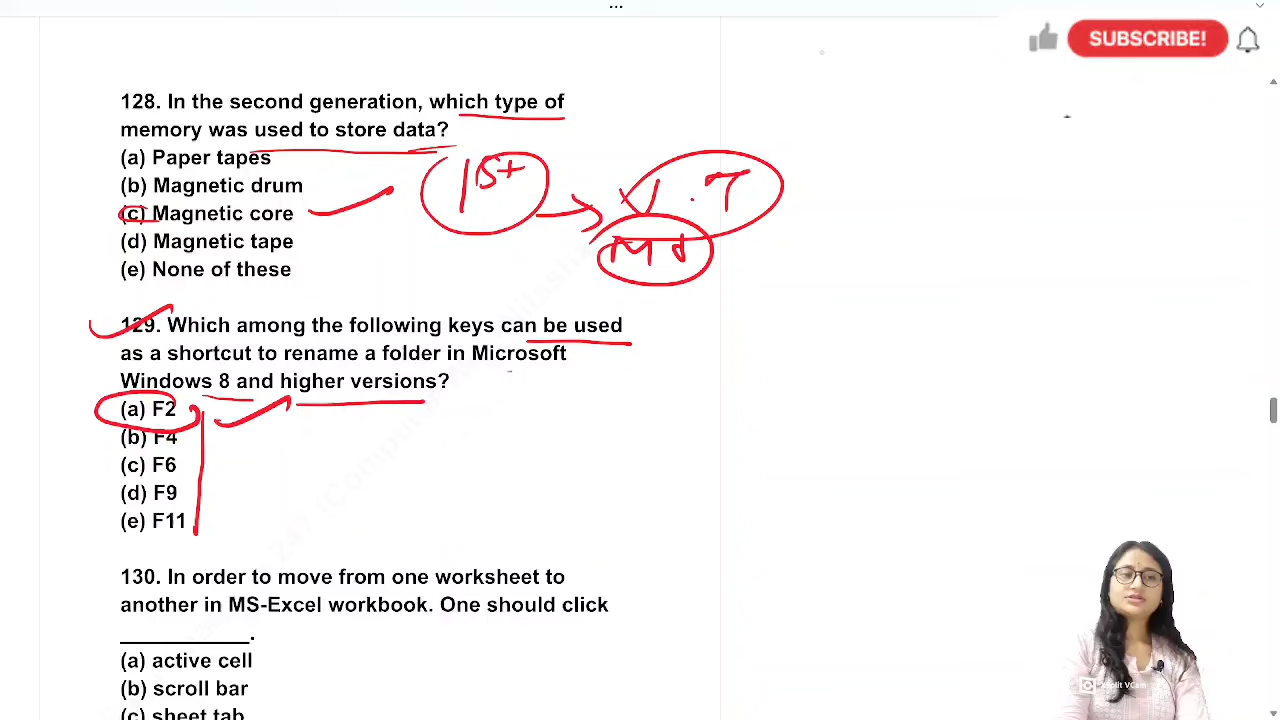 ...
SUBSCRIBE!
128. In the second generation, which type of
memory was used to store data?
(a) Paper tapes
(b) Magnetic drum
(c) Magnetic core
(d) Magnetic tape
(e) None of these
1st
V.T
Md
129. Which among the following keys can be used
as a shortcut to rename a folder in Microsoft
Windows 8 and higher versions?
(a) F2
(b) F4
(c) F6
(d) F9
(e) F11
130. In order to move from one worksheet to
another in MS-Excel workbook. One should click
___________.
(a) active cell
(b) scroll bar
(c) sheet tab
XSplit VCam